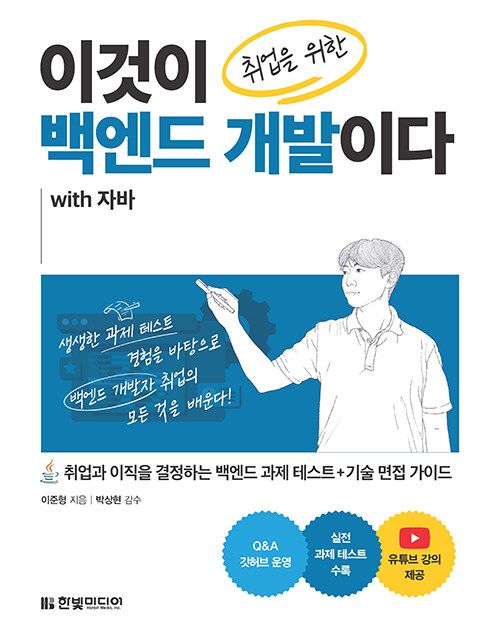 취업을 위한
이것이
백엔드 개발이다
with 자바
생생한 과제 테스트
경험을 바탕으로
백엔드 개발자 취업의
모든 것을 배운다!
취업과 이직을 결정하는 백엔드 과제 테스트+기술 면접 가이드
이준형 지음 | 박상현 감수
Q&A
깃허브 운영
실전
과제 테스트
수록
유튜브 강의
제공
한빛미디어
Hanbit Media, Inc.